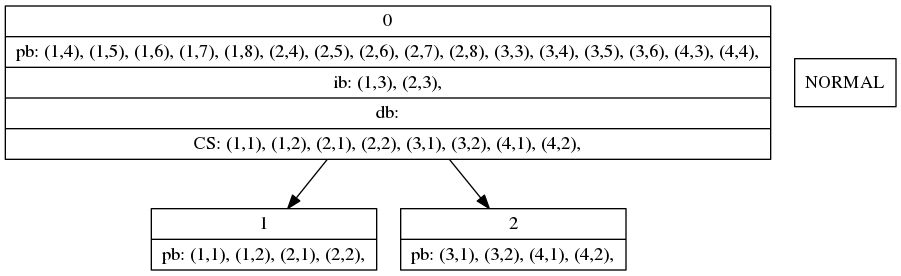 0
pb: (1,4), (1,5), (1,6), (1,7), (1,8), (2,4), (2,5), (2,6), (2,7), (2,8), (3,3), (3,4), (3,5), (3,6), (4,3), (4,4),
ib: (1,3), (2,3),
db:
CS: (1,1), (1,2), (2,1), (2,2), (3,1), (3,2), (4,1), (4,2),
NORMAL
1
pb: (1,1), (1,2), (2,1), (2,2),
2
pb: (3,1), (3,2), (4,1), (4,2),